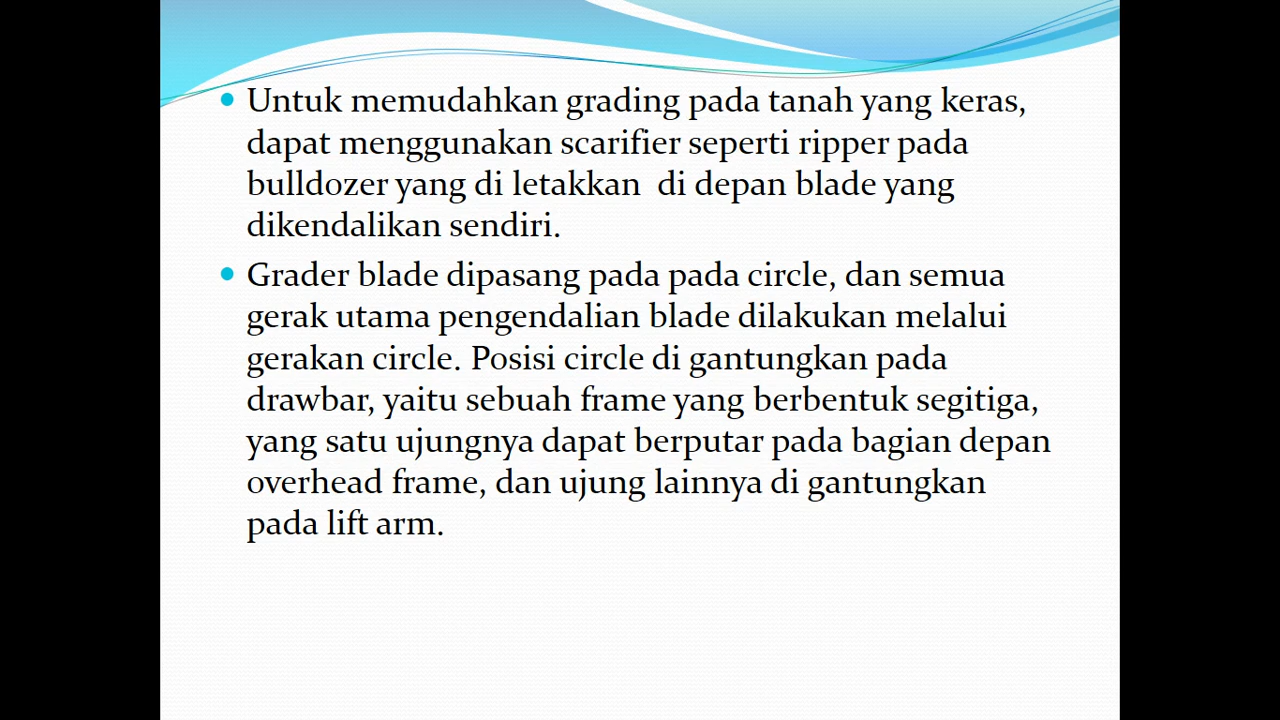 Untuk memudahkan grading pada tanah yang keras,
dapat menggunakan scarifier seperti ripper pada
bulldozer yang di letakkan  di depan blade yang
dikendalikan sendiri.
Grader blade dipasang pada pada circle, dan semua
gerak utama pengendalian blade dilakukan melalui
gerakan circle. Posisi circle di gantungkan pada
drawbar, yaitu sebuah frame yang berbentuk segitiga,
yang satu ujungnya dapat berputar pada bagian depan
overhead frame, dan ujung lainnya di gantungkan
pada lift arm.